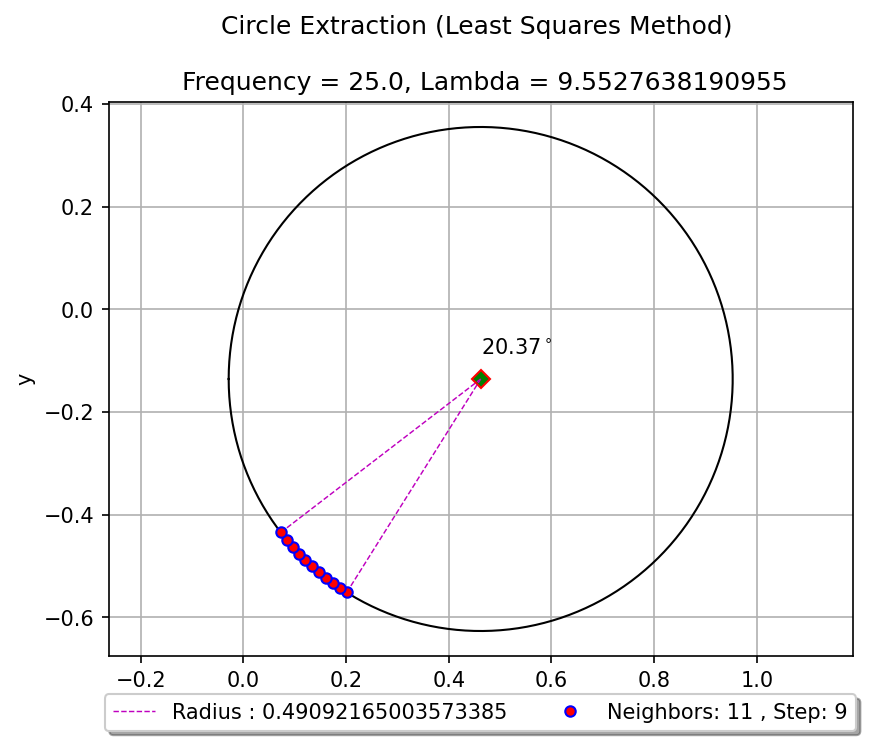 Circle Extraction (Least Squares Method)
Frequency = 25.0, Lambda = 9.5527638190955
0.4
0.2
0.0
−0.2
−0.4
−0.6
y
20.37°
−0.2 0.0 0.2 0.4 0.6 0.8 1.0
Radius : 0.49092165003573385 Neighbors: 11 , Step: 9